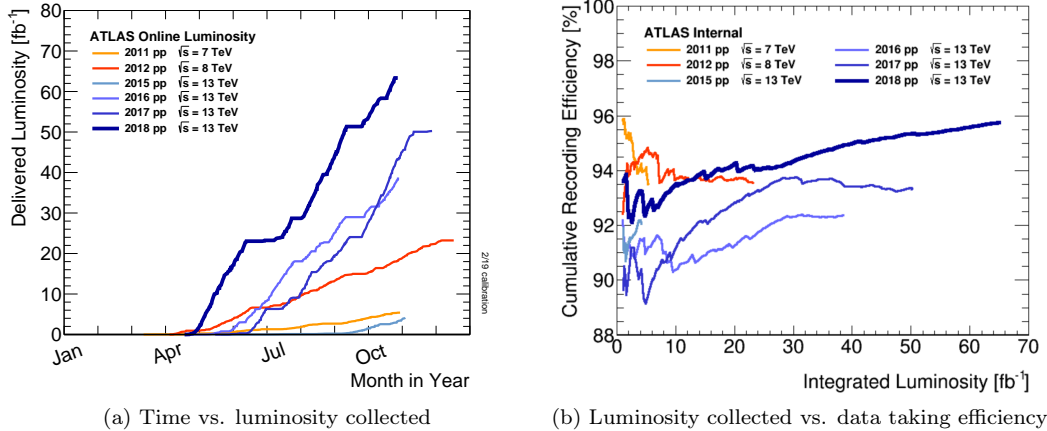 Delivered Luminosity [fb⁻¹]
80
70
60
50
40
30
20
10
0
ATLAS Online Luminosity
2011 pp √s = 7 TeV
2012 pp √s = 8 TeV
2015 pp √s = 13 TeV
2016 pp √s = 13 TeV
2017 pp √s = 13 TeV
2018 pp √s = 13 TeV
2/19 calibration
Jan Apr Jul Oct
Month in Year
(a) Time vs. luminosity collected
Cumulative Recording Efficiency [%]
100
98
96
94
92
90
88
ATLAS Internal
2011 pp √s = 7 TeV 2016 pp √s = 13 TeV
2012 pp √s = 8 TeV 2017 pp √s = 13 TeV
2015 pp √s = 13 TeV 2018 pp √s = 13 TeV
0 10 20 30 40 50 60 70
Integrated Luminosity [fb⁻¹]
(b) Luminosity collected vs. data taking efficiency